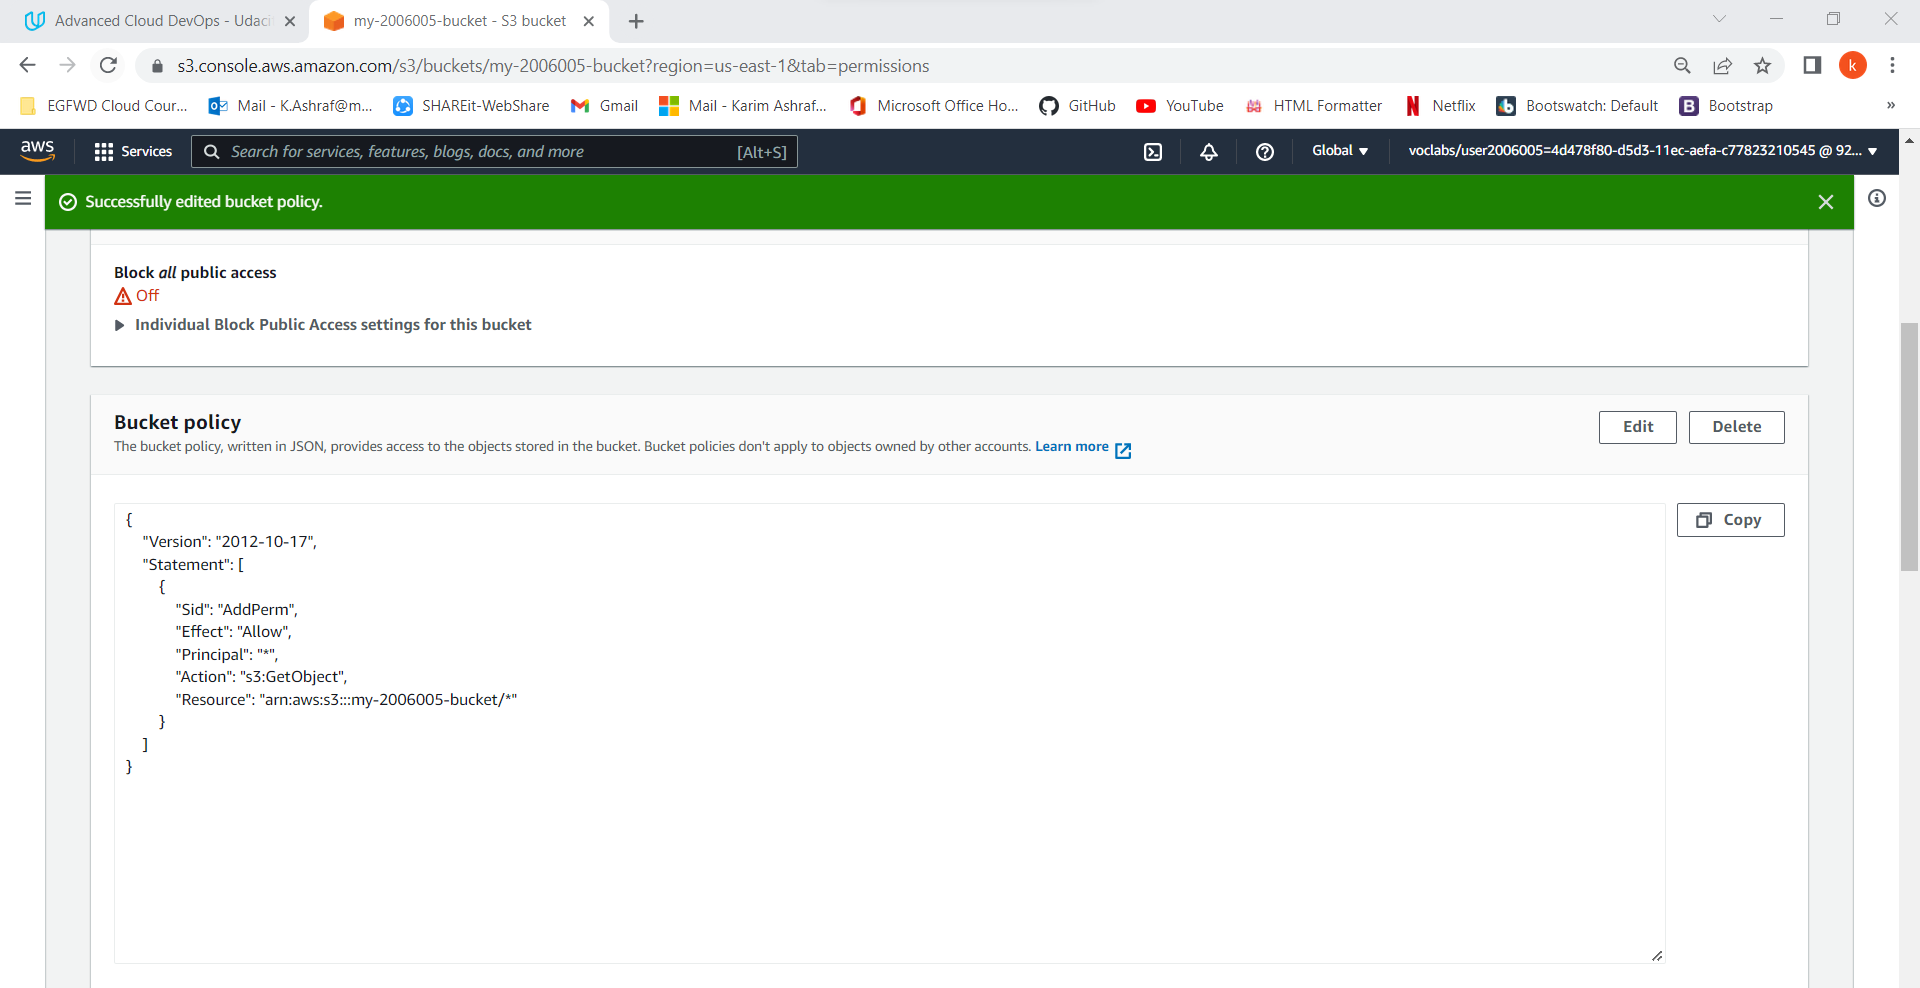 Advanced Cloud DevOps - Udaci
my-2006005-bucket - S3 bucket
s3.console.aws.amazon.com/s3/buckets/my-2006005-bucket?region=us-east-1&tab=permissions
k
EGFWD Cloud Cour...
Mail - K.Ashraf@m...
SHAREit-WebShare
Gmail
Mail - Karim Ashraf...
Microsoft Office Ho...
GitHub
YouTube
HTML Formatter
Netflix
Bootswatch: Default
Bootstrap
»
aws
Services
Search for services, features, blogs, docs, and more
[Alt+S]
Global
voclabs/user2006005=4d478f80-d5d3-11ec-aefa-c77823210545 @ 92...
Successfully edited bucket policy.
Block all public access
Off
Individual Block Public Access settings for this bucket
Bucket policy
Edit
Delete
The bucket policy, written in JSON, provides access to the objects stored in the bucket. Bucket policies don't apply to objects owned by other accounts. Learn more
Copy
{
"Version": "2012-10-17",
"Statement": [
{
"Sid": "AddPerm",
"Effect": "Allow",
"Principal": "*",
"Action": "s3:GetObject",
"Resource": "arn:aws:s3:::my-2006005-bucket/*"
}
]
}